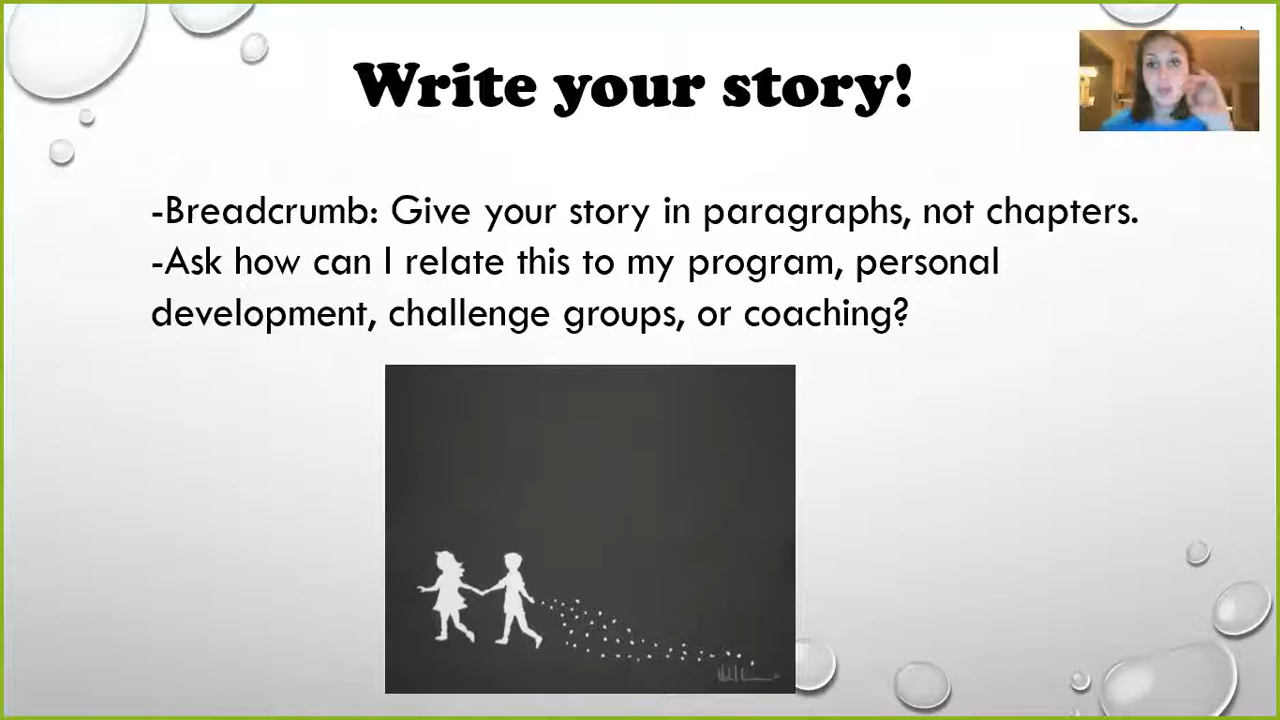 Write your story!
-Breadcrumb: Give your story in paragraphs, not chapters.
-Ask how can I relate this to my program, personal
development, challenge groups, or coaching?